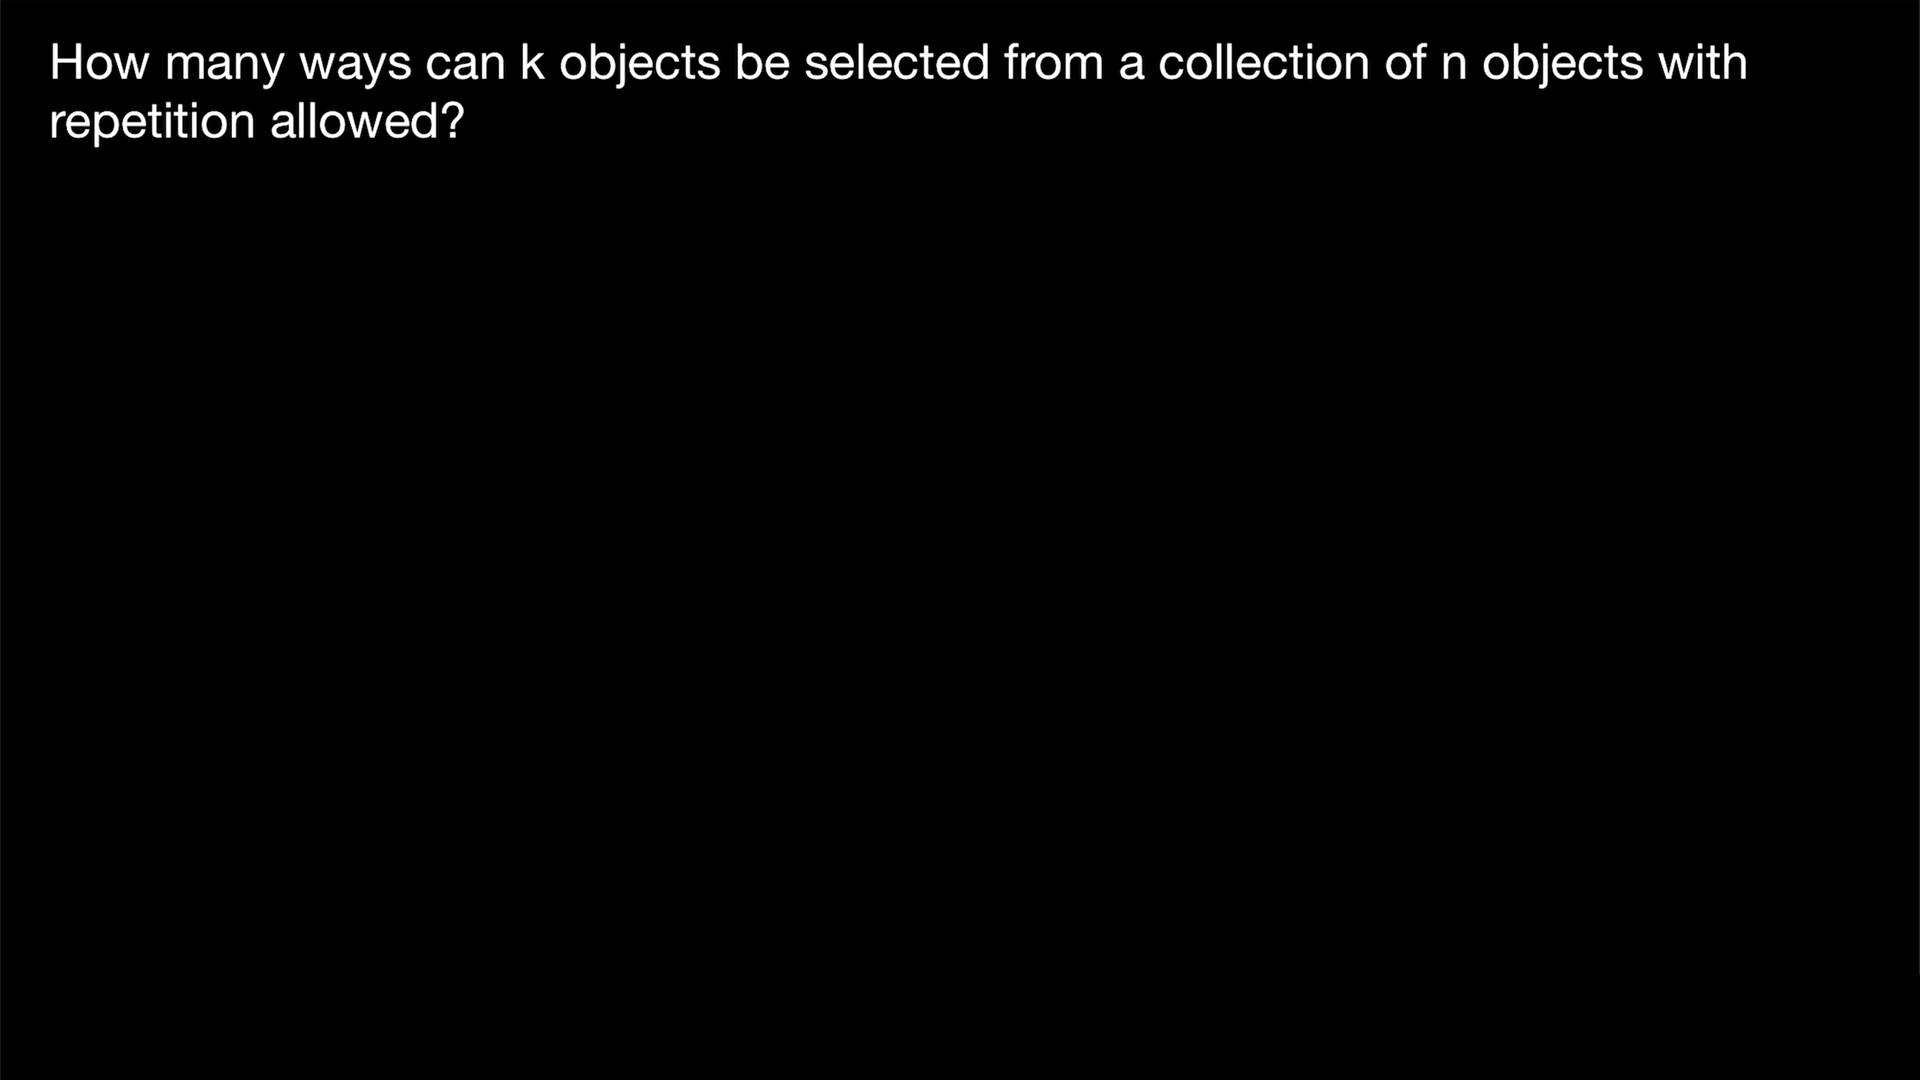 How many ways can k objects be selected from a collection of n objects with
repetition allowed?